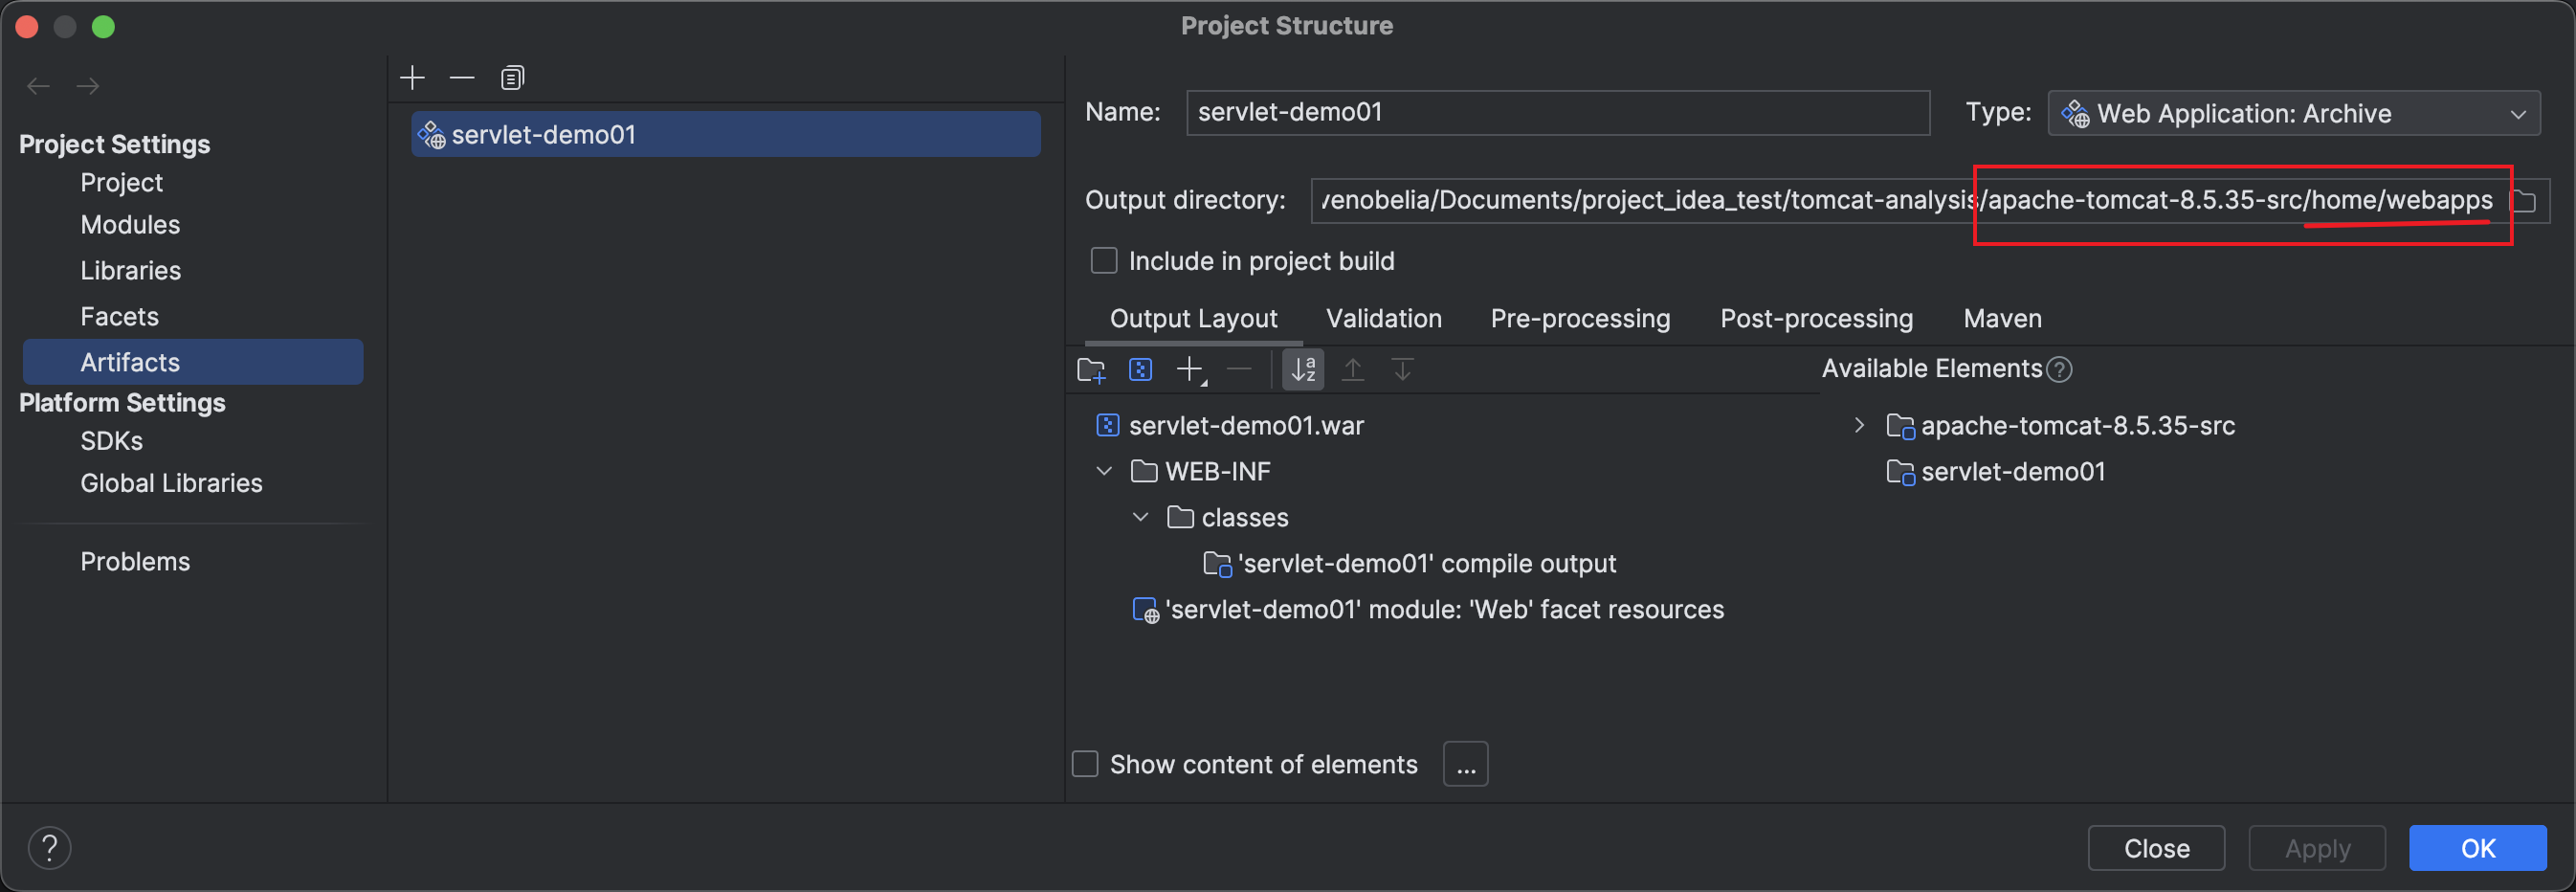 Project Structure
Project Settings
Project
Modules
Libraries
Facets
Artifacts
Platform Settings
SDKs
Global Libraries
Problems
servlet-demo01
Name: servlet-demo01 Type: Web Application: Archive
Output directory: venobelia/Documents/project_idea_test/tomcat-analysis/apache-tomcat-8.5.35-src/home/webapps
Include in project build
Output Layout Validation Pre-processing Post-processing Maven
Available Elements
servlet-demo01.war
WEB-INF
classes
'servlet-demo01' compile output
'servlet-demo01' module: 'Web' facet resources
apache-tomcat-8.5.35-src
servlet-demo01
Show content of elements ...
Close Apply OK